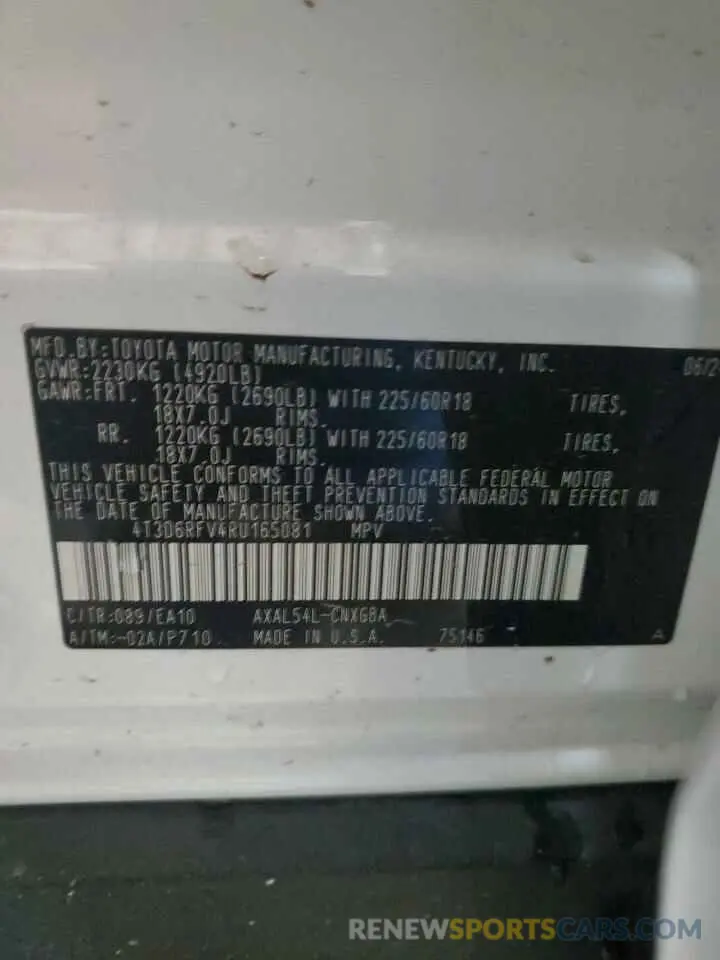 MFD.BY:TOYOTA MOTOR MANUFACTURING, KENTUCKY, INC.
GVWR:2230KG (4920LB)
GAWR:FRT. 1220KG (2690LB) WITH 225/60R18 TIRES,
18X7.0J RIMS.
RR. 1220KG (2690LB) WITH 225/60R18 TIRES,
18X7.0J RIMS.
THIS VEHICLE CONFORMS TO ALL APPLICABLE FEDERAL MOTOR
VEHICLE SAFETY AND THEFT PREVENTION STANDARDS IN EFFECT ON
THE DATE OF MANUFACTURE SHOWN ABOVE.
4T3D6RFV4RU165081 MPV
C/TR:089/EA10 AXAL54L-CNXGBA
A/TM:-02A/P710 MADE IN U.S.A. 75146 A
RENEWSPORTSCARS.COM